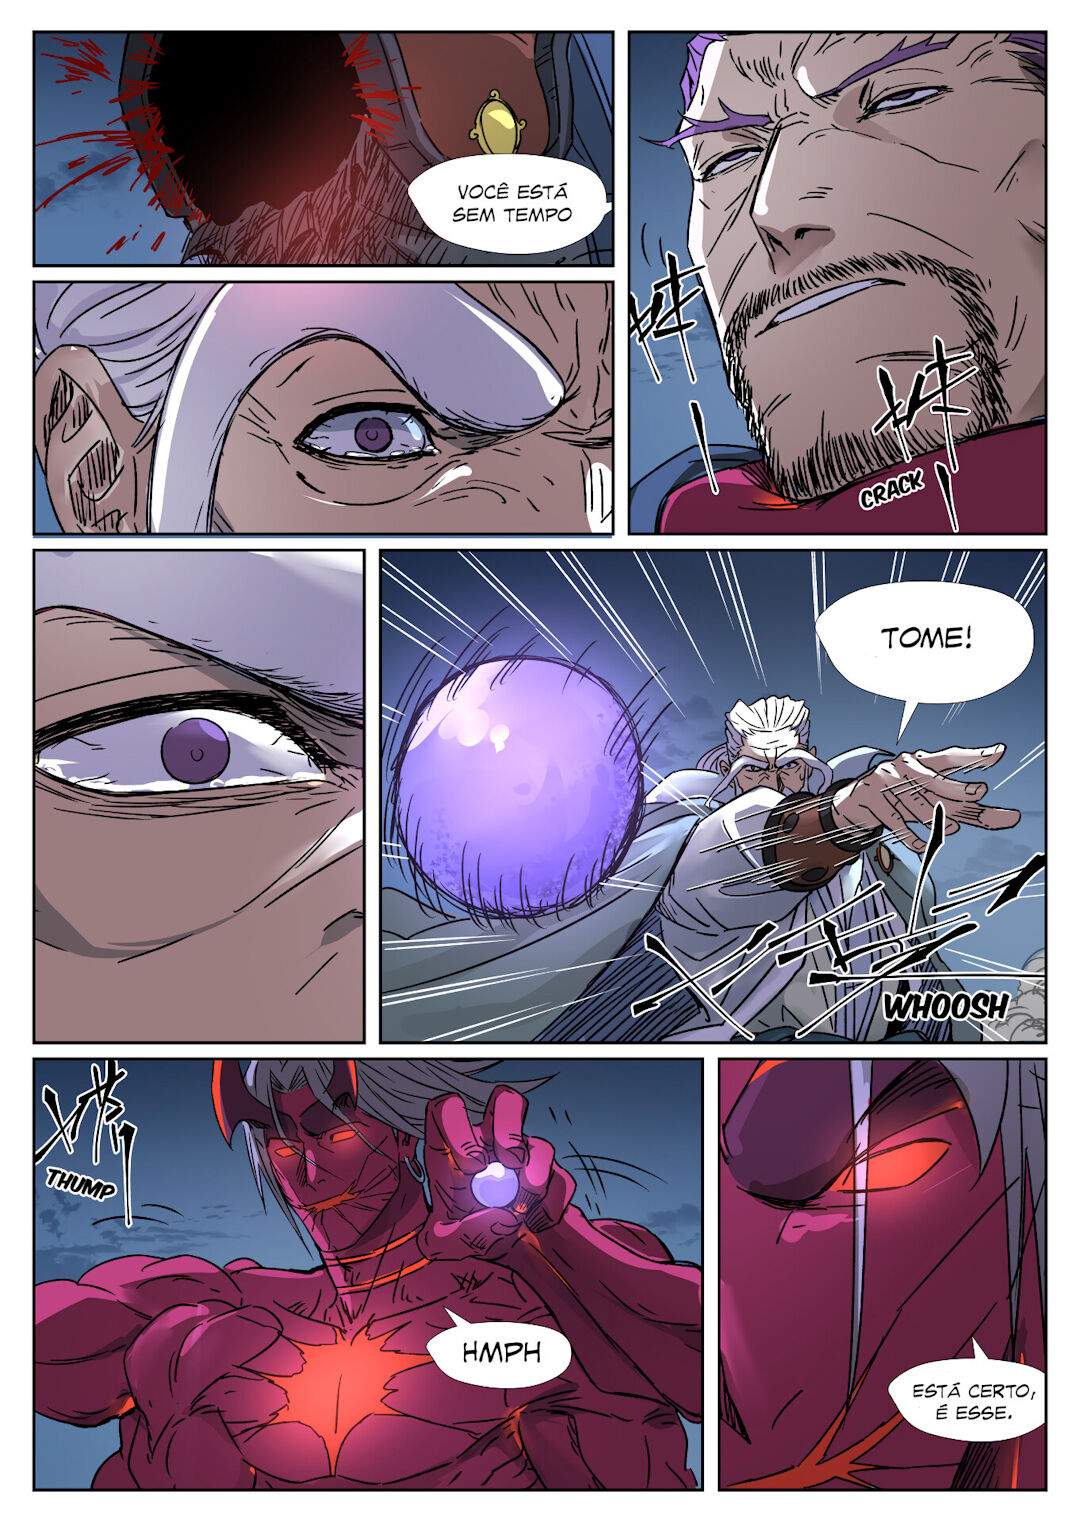 VOCÊ ESTÁ
SEM TEMPO
CRACK
TOME!
WHOOSH
THUMP
HMPH
ESTÁ CERTO,
É ESSE.